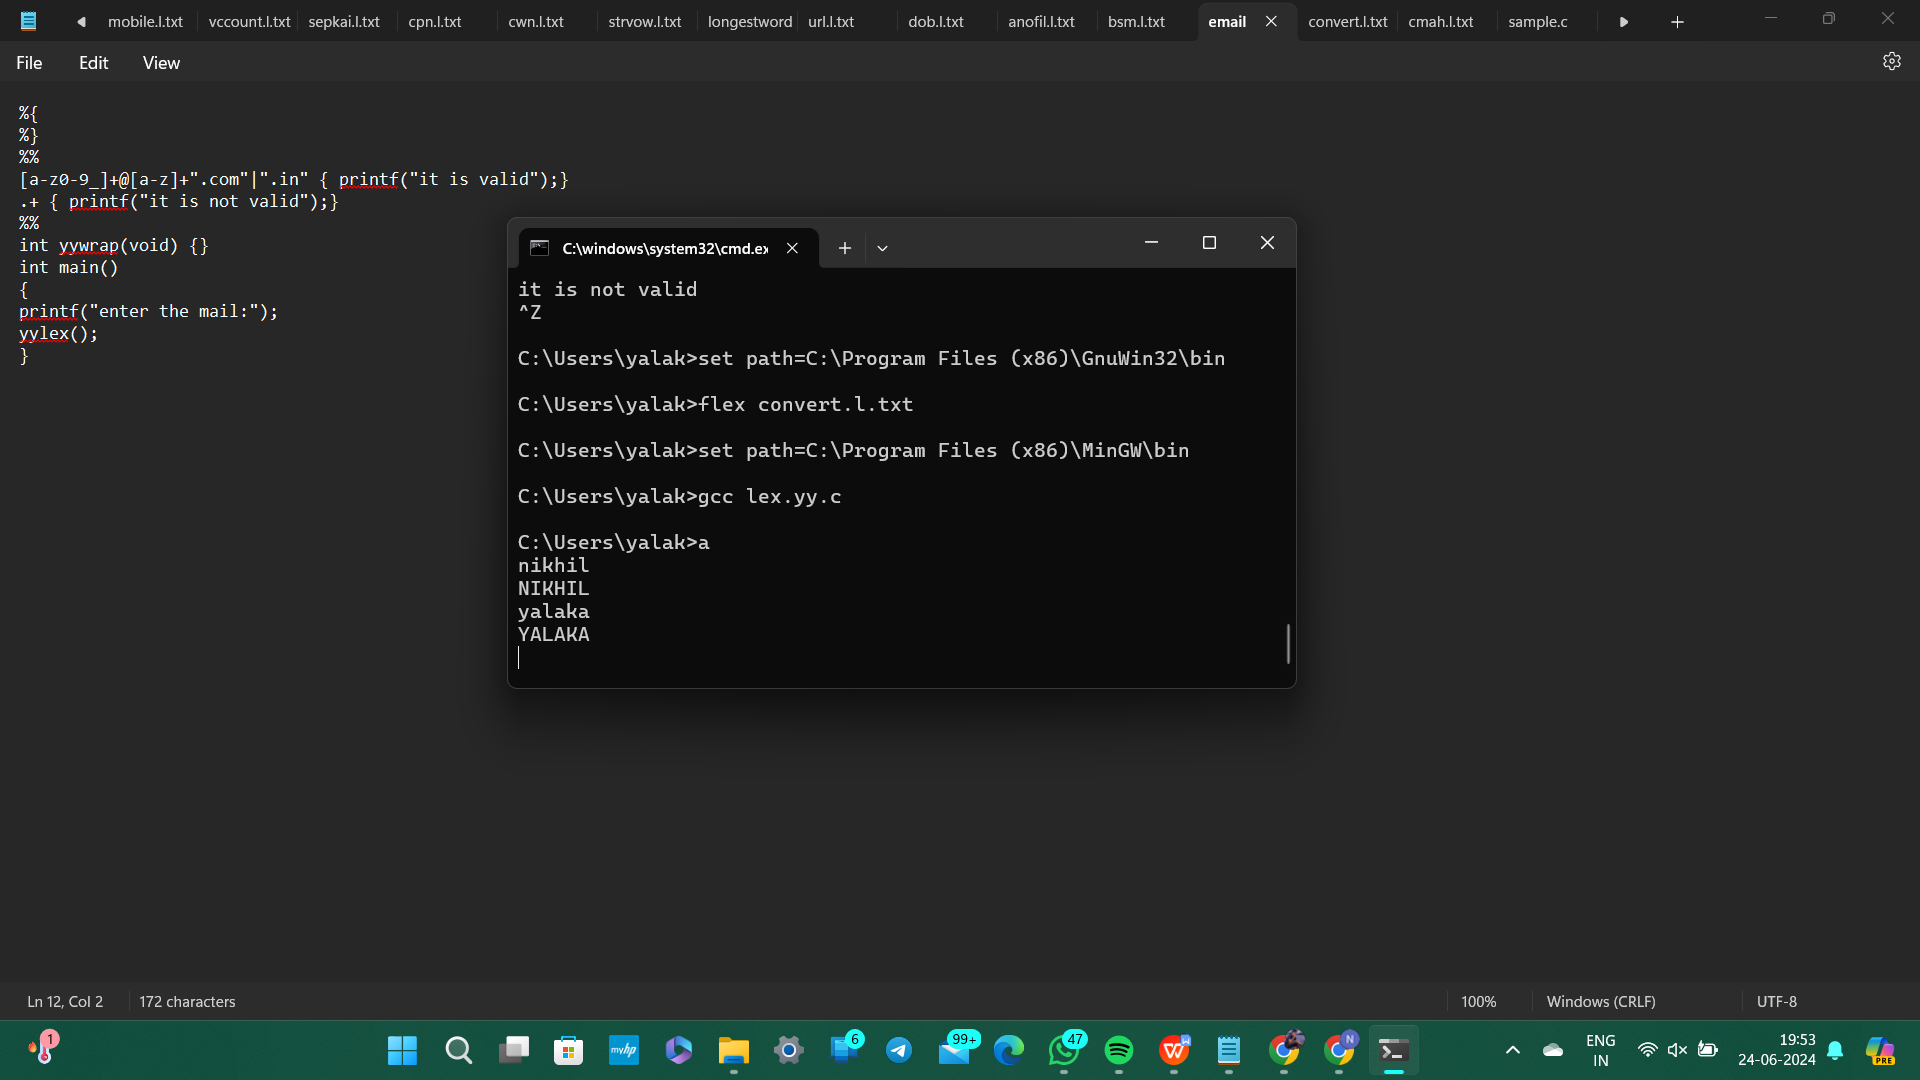 mobile.l.txt vccount.l.txt sepkai.l.txt cpn.l.txt cwn.l.txt strvow.l.txt longestword url.l.txt dob.l.txt anofil.l.txt bsm.l.txt email convert.l.txt cmah.l.txt sample.c
File Edit View
%{
%}
%%
[a-z0-9_]+@[a-z]+".com"|".in" { printf("it is valid");}
.+ { printf("it is not valid");}
%%
int yywrap(void) {}
int main()
{
printf("enter the mail:");
yylex();
}
C:\windows\system32\cmd.ex
it is not valid
^Z
C:\Users\yalak>set path=C:\Program Files (x86)\GnuWin32\bin
C:\Users\yalak>flex convert.l.txt
C:\Users\yalak>set path=C:\Program Files (x86)\MinGW\bin
C:\Users\yalak>gcc lex.yy.c
C:\Users\yalak>a
nikhil
NIKHIL
yalaka
YALAKA
Ln 12, Col 2 172 characters 100% Windows (CRLF) UTF-8
1 myhp 6 99+ 47 W N PRE
ENG
IN
19:53
24-06-2024